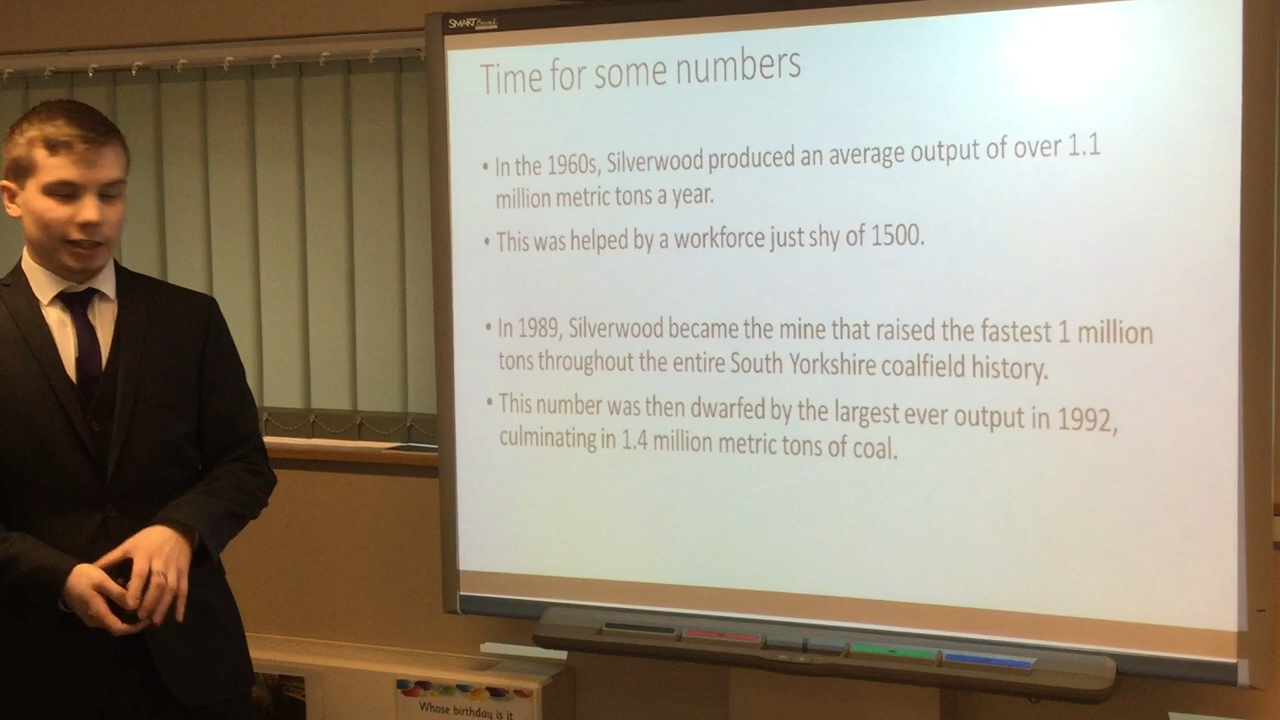 SMART Board
Time for some numbers
• In the 1960s, Silverwood produced an average output of over 1.1
million metric tons a year.
• This was helped by a workforce just shy of 1500.
• In 1989, Silverwood became the mine that raised the fastest 1 million
tons throughout the entire South Yorkshire coalfield history.
• This number was then dwarfed by the largest ever output in 1992,
culminating in 1.4 million metric tons of coal.
Whose birthday is it